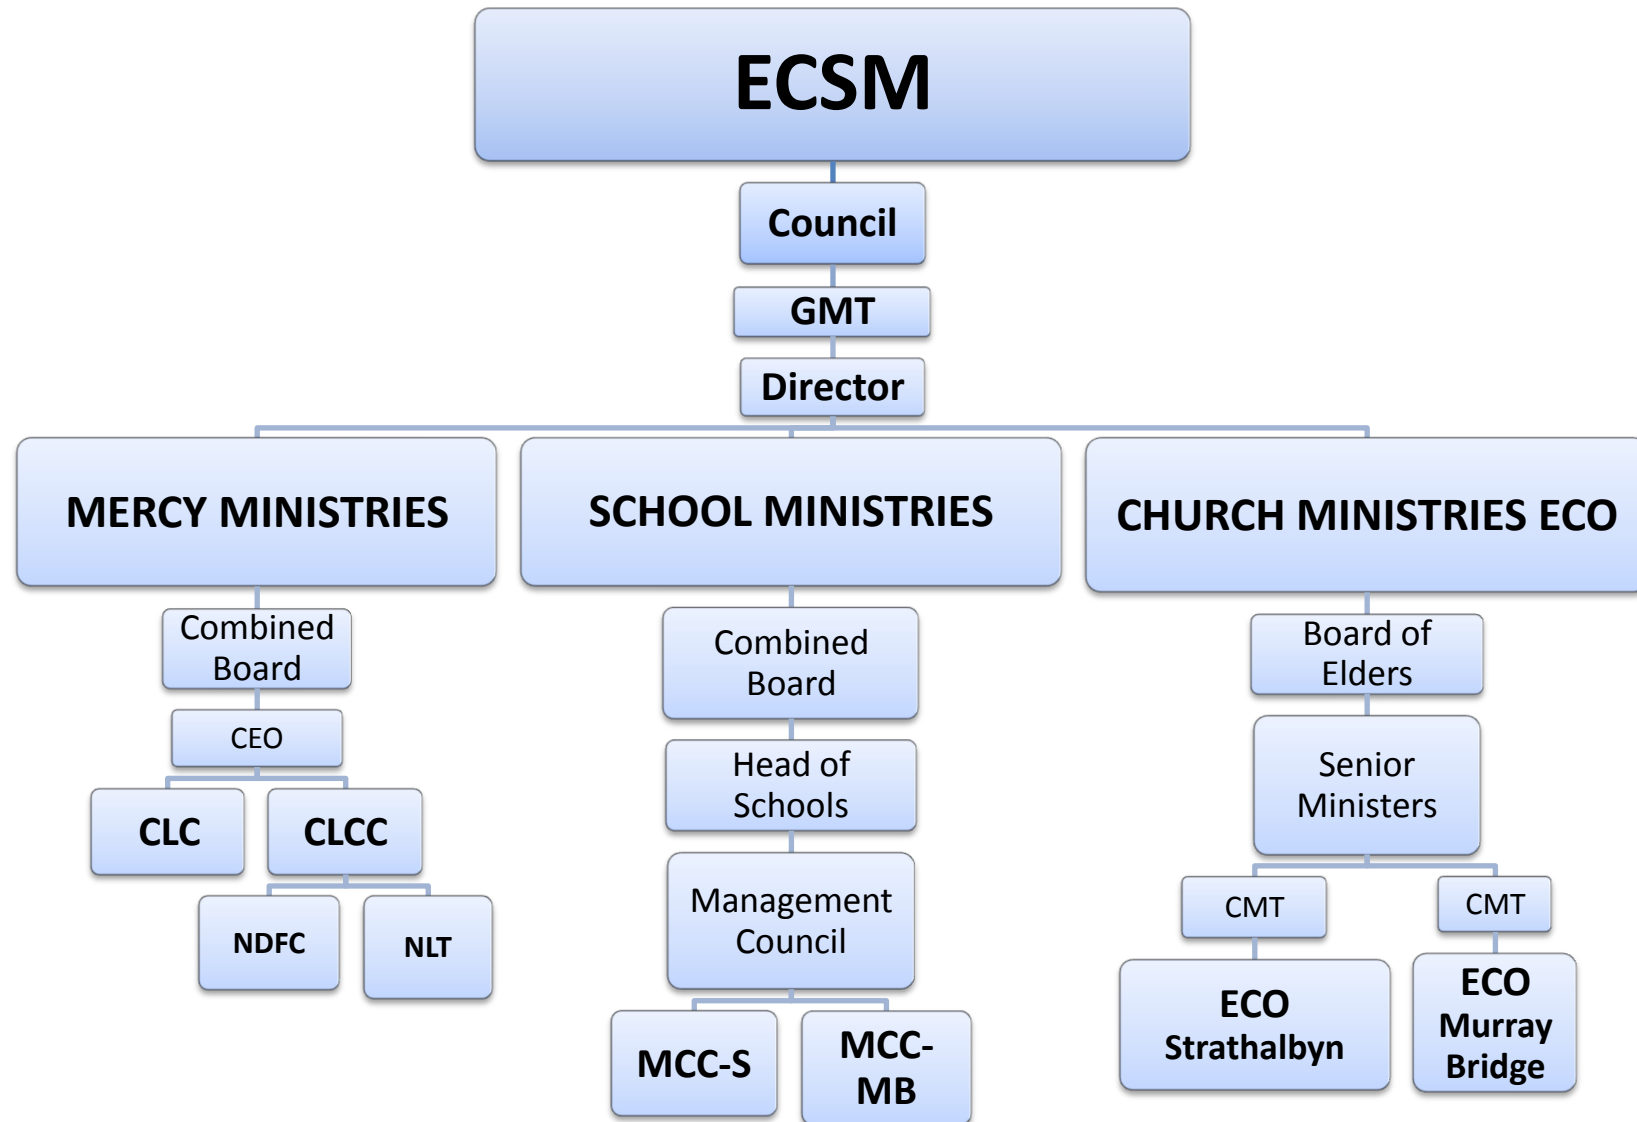 ECSM
Council
GMT
Director
MERCY MINISTRIES
SCHOOL MINISTRIES
CHURCH MINISTRIES ECO
Combined
Board
CEO
CLC
CLCC
NDFC
NLT
Combined
Board
Head of
Schools
Management
Council
MCC-S
MCC-
MB
Board of
Elders
Senior
Ministers
CMT
CMT
ECO
Strathalbyn
ECO
Murray
Bridge